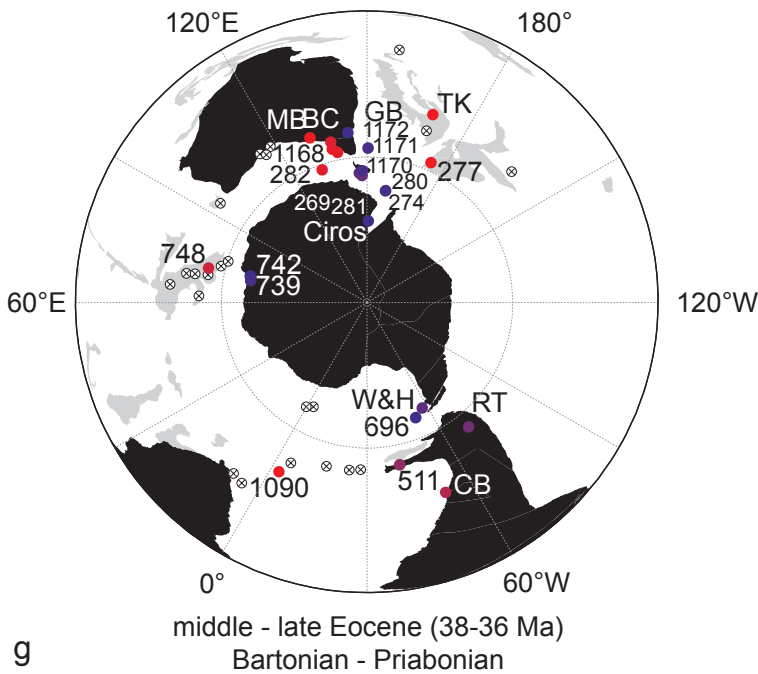 120°E
180°
TK
GB
MB
BC
1172
1171
1168
1170
277
282
280
269
281
274
Ciros
748
742
739
60°E
120°W
W&H
RT
696
511
CB
1090
0°
60°W
middle - late Eocene (38-36 Ma)
g
Bartonian - Priabonian